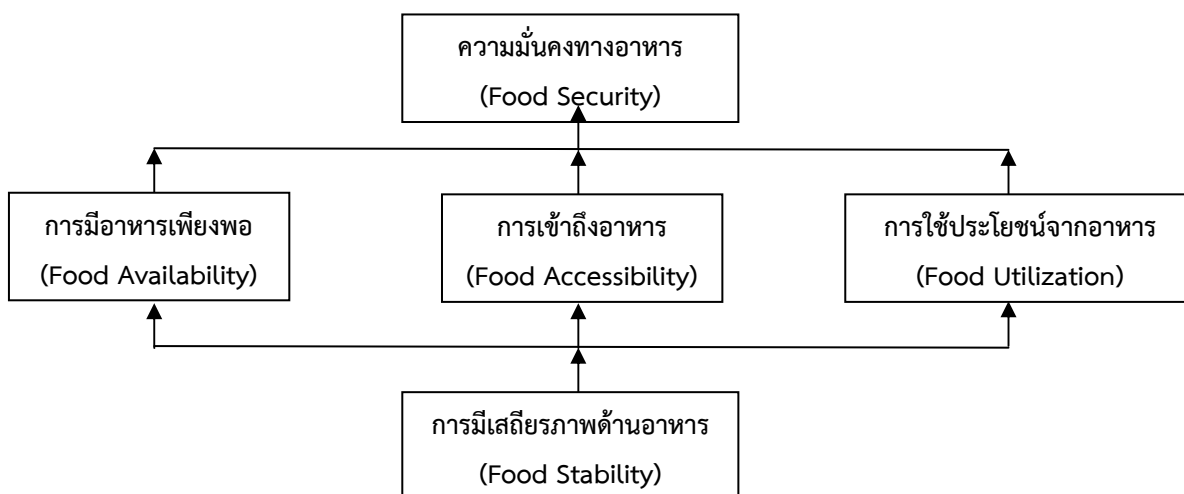 ความมั่นคงทางอาหาร
(Food Security)
การมีอาหารเพียงพอ
(Food Availability)
การเข้าถึงอาหาร
(Food Accessibility)
การใช้ประโยชน์จากอาหาร
(Food Utilization)
การมีเสถียรภาพด้านอาหาร
(Food Stability)